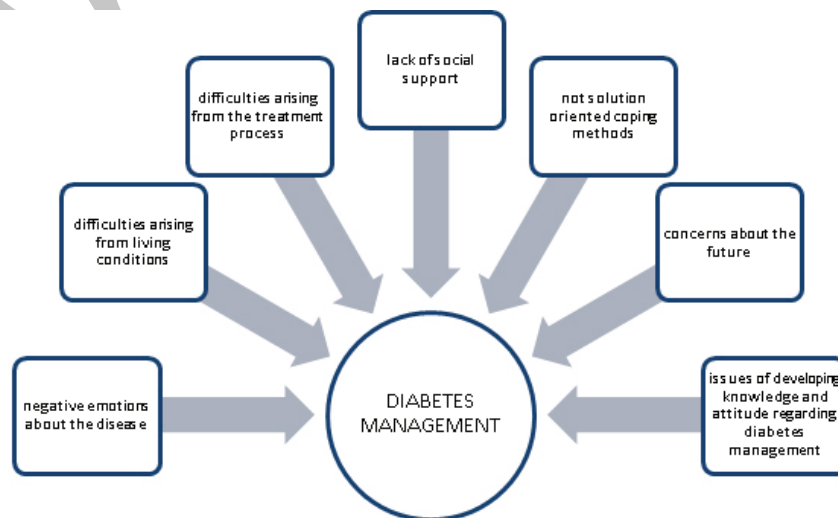 lack of social
support
difficulties arising
from the treatment
process
not solution
oriented coping
methods
difficulties arising
from living
conditions
concerns about the
future
negative emotions
about the disease
DIABETES
MANAGEMENT
issues of developing
knowledge and
attitude regarding
diabetes
management